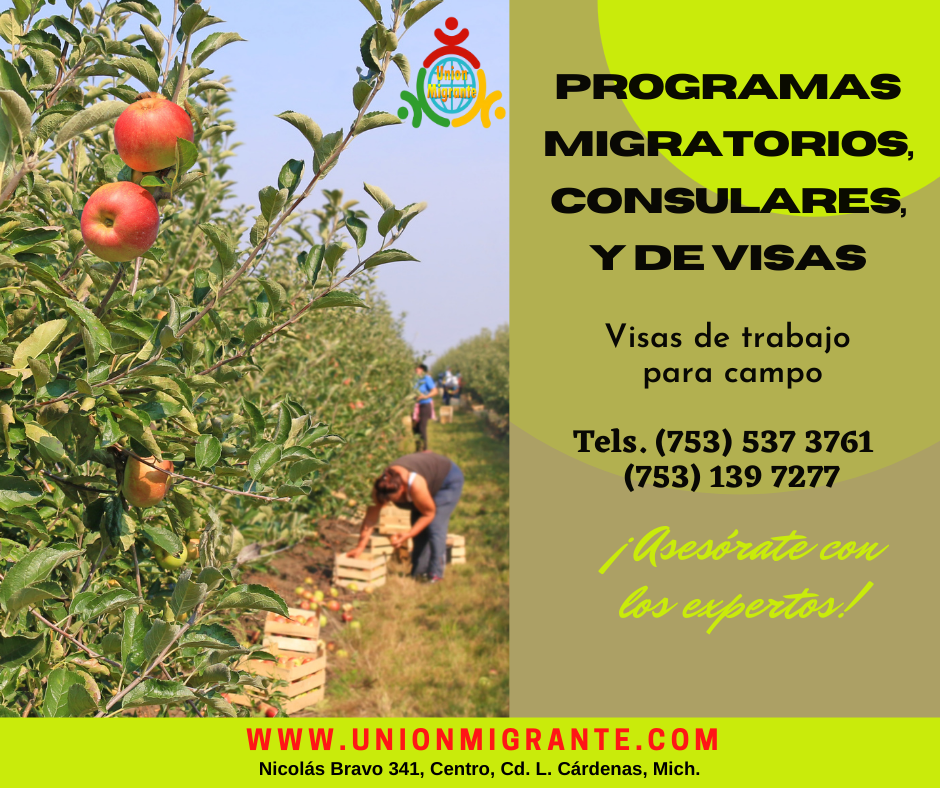 Union
Migrante
PROGRAMAS
MIGRATORIOS,
CONSULARES,
Y DE VISAS
Visas de trabajo
para campo
Tels. (753) 537 3761
(753) 139 7277
¡Asesórate con
los expertos!
WWW.UNIONMIGRANTE.COM
Nicolás Bravo 341, Centro, Cd. L. Cárdenas, Mich.